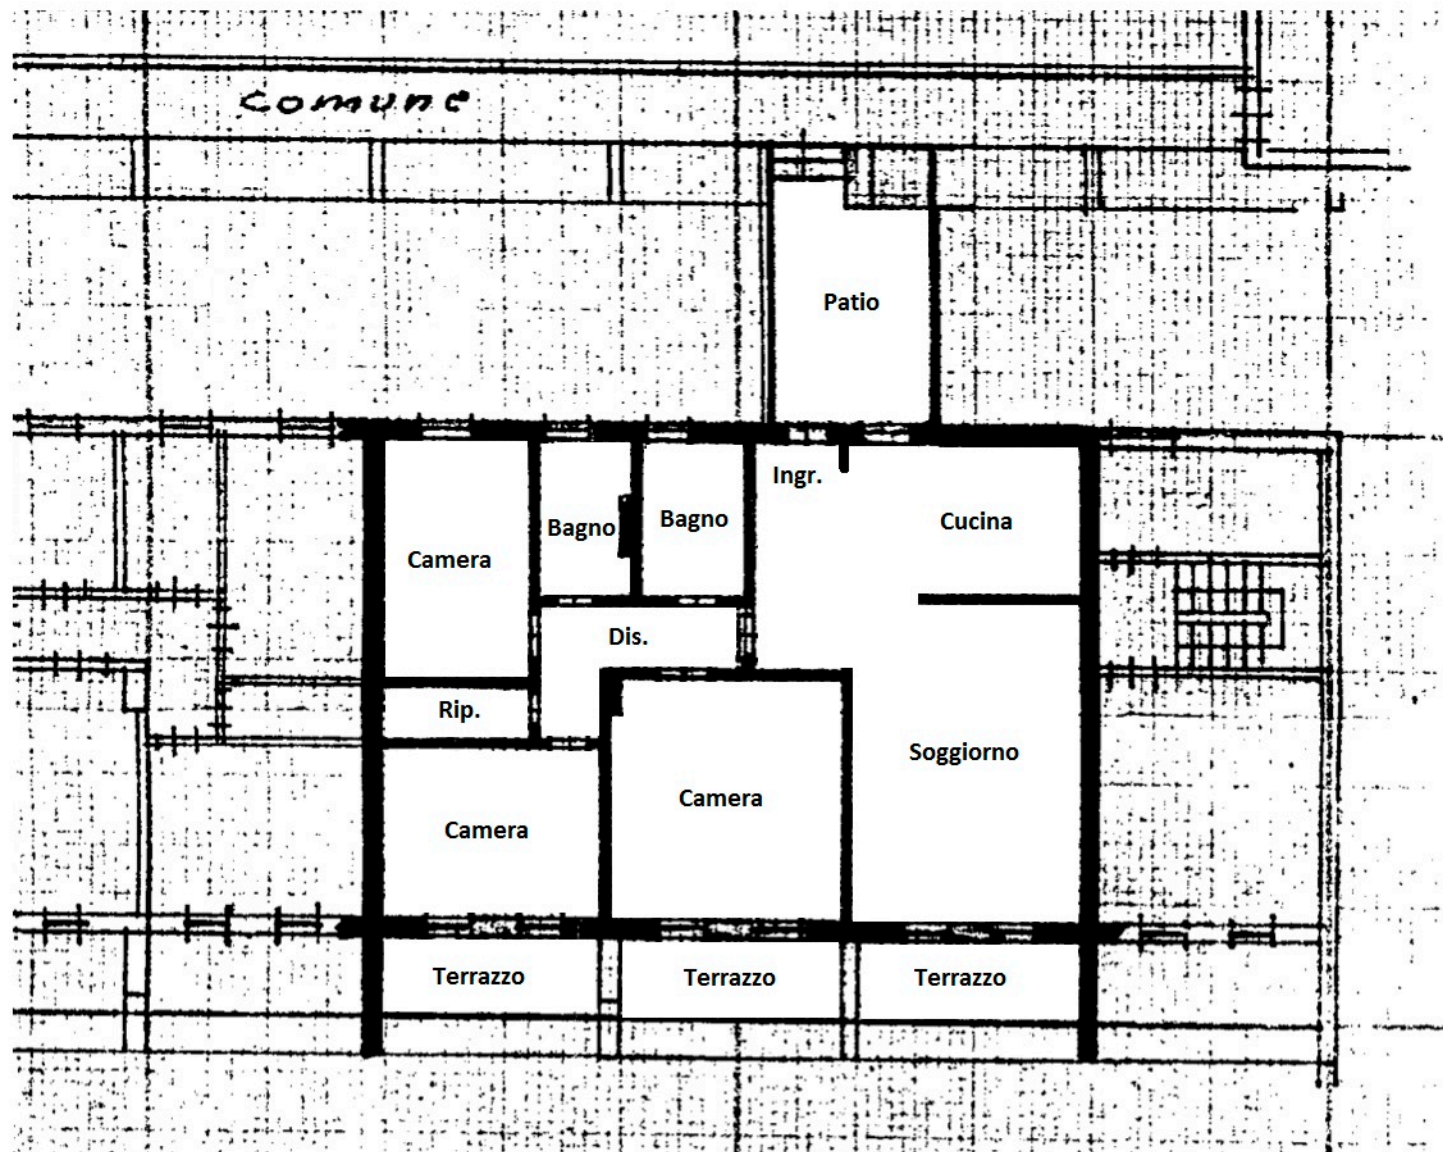 Comune
Patio
Ingr.
Cucina
Bagno
Bagno
Camera
Dis.
Rip.
Soggiorno
Camera
Camera
Terrazzo
Terrazzo
Terrazzo